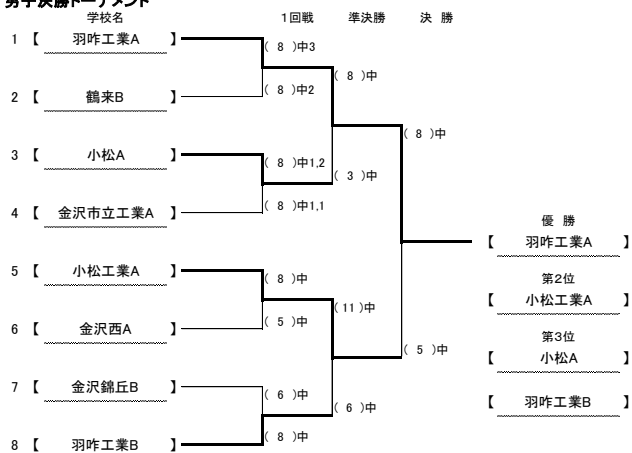 男子決勝トーナメント
学校名 1回戦 準決勝 決 勝
1 【 羽咋工業A 】
( 8 )中3
( 8 )中
2 【 鶴来B 】
( 8 )中2
( 8 )中
3 【 小松A 】
( 8 )中1,2
( 3 )中
4 【 金沢市立工業A 】
( 8 )中1,1
優 勝
【 羽咋工業A 】
5 【 小松工業A 】
( 8 )中
第2位
【 小松工業A 】
(11 )中
6 【 金沢西A 】
( 5 )中
第3位
( 5 )中
【 小松A 】
7 【 金沢錦丘B 】
( 6 )中
( 6 )中
【 羽咋工業B 】
8 【 羽咋工業B 】
( 8 )中